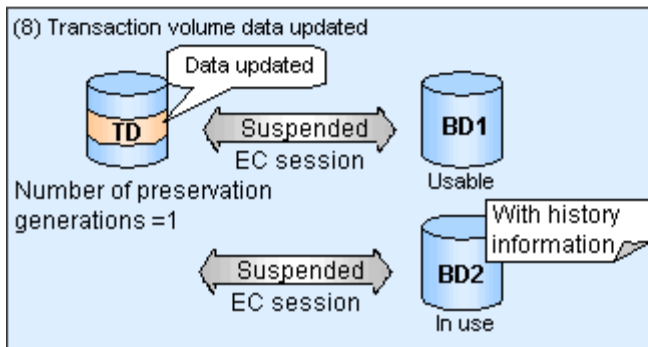 (8) Transaction volume data updated
Data updated
TD
Suspended
EC session
BD1
Usable
Number of preservation
generations =1
With history
information
Suspended
EC session
BD2
In use